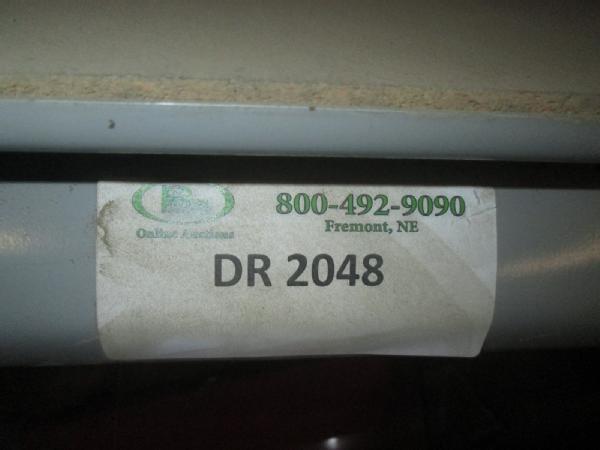 800-492-9090
Online Auctions
Fremont, NE
DR 2048